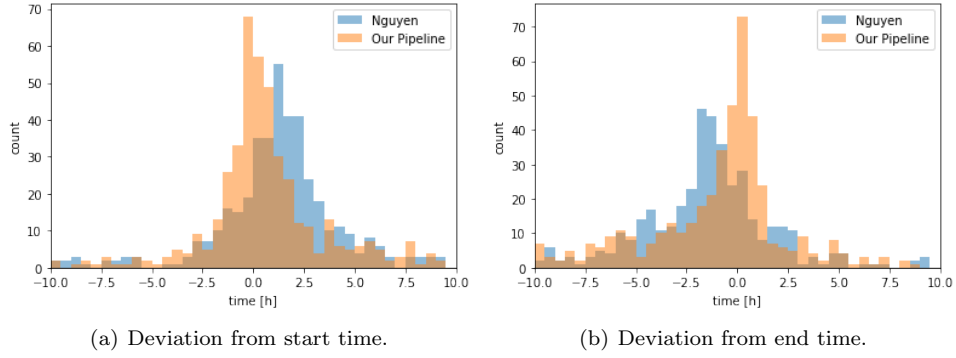 70
60
50
40
30
20
10
0
count
−10.0 −7.5 −5.0 −2.5 0.0 2.5 5.0 7.5 10.0
time [h]
Nguyen
Our Pipeline
(a) Deviation from start time.
70
60
50
40
30
20
10
0
count
−10.0 −7.5 −5.0 −2.5 0.0 2.5 5.0 7.5 10.0
time [h]
Nguyen
Our Pipeline
(b) Deviation from end time.